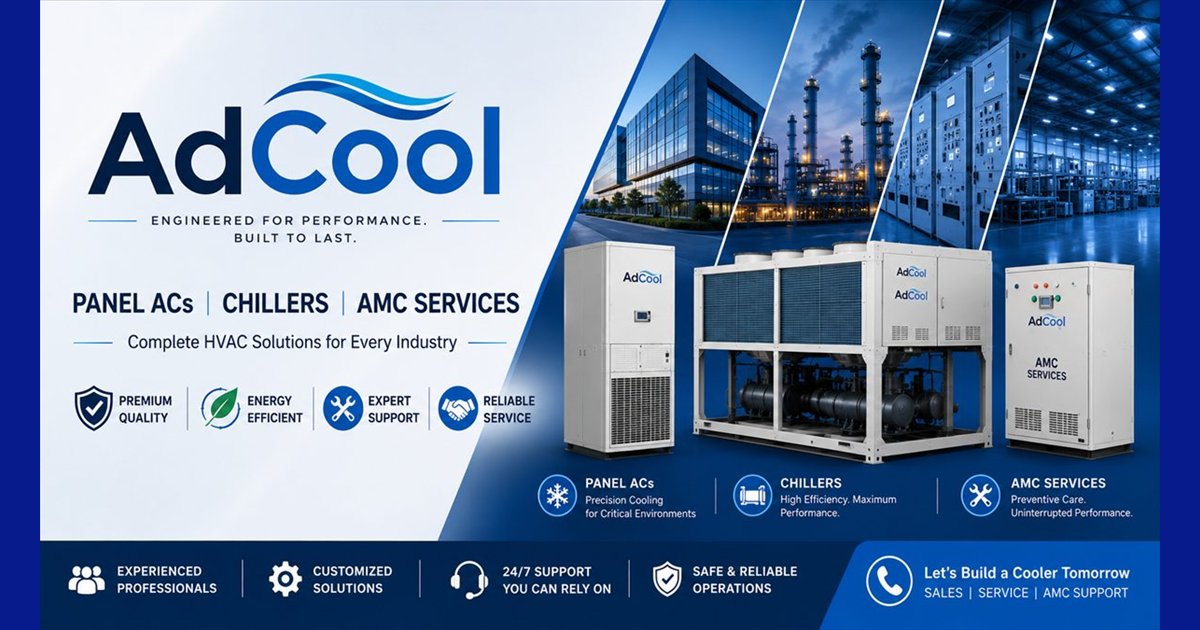 AdCool
ENGINEERED FOR PERFORMANCE.
BUILT TO LAST.
PANEL ACs | CHILLERS | AMC SERVICES
Complete HVAC Solutions for Every Industry
PREMIUM
QUALITY
ENERGY
EFFICIENT
EXPERT
SUPPORT
RELIABLE
SERVICE
AdCool
AdCool
AdCool
AdCool
AMC
SERVICES
PANEL ACs
Precision Cooling
for Critical Environments
CHILLERS
High Efficiency. Maximum
Performance.
AMC SERVICES
Preventive Care.
Uninterrupted Performance.
EXPERIENCED
PROFESSIONALS
CUSTOMIZED
SOLUTIONS
24/7 SUPPORT
YOU CAN RELY ON
SAFE & RELIABLE
OPERATIONS
Let's Build a Cooler Tomorrow
SALES | SERVICE | AMC SUPPORT